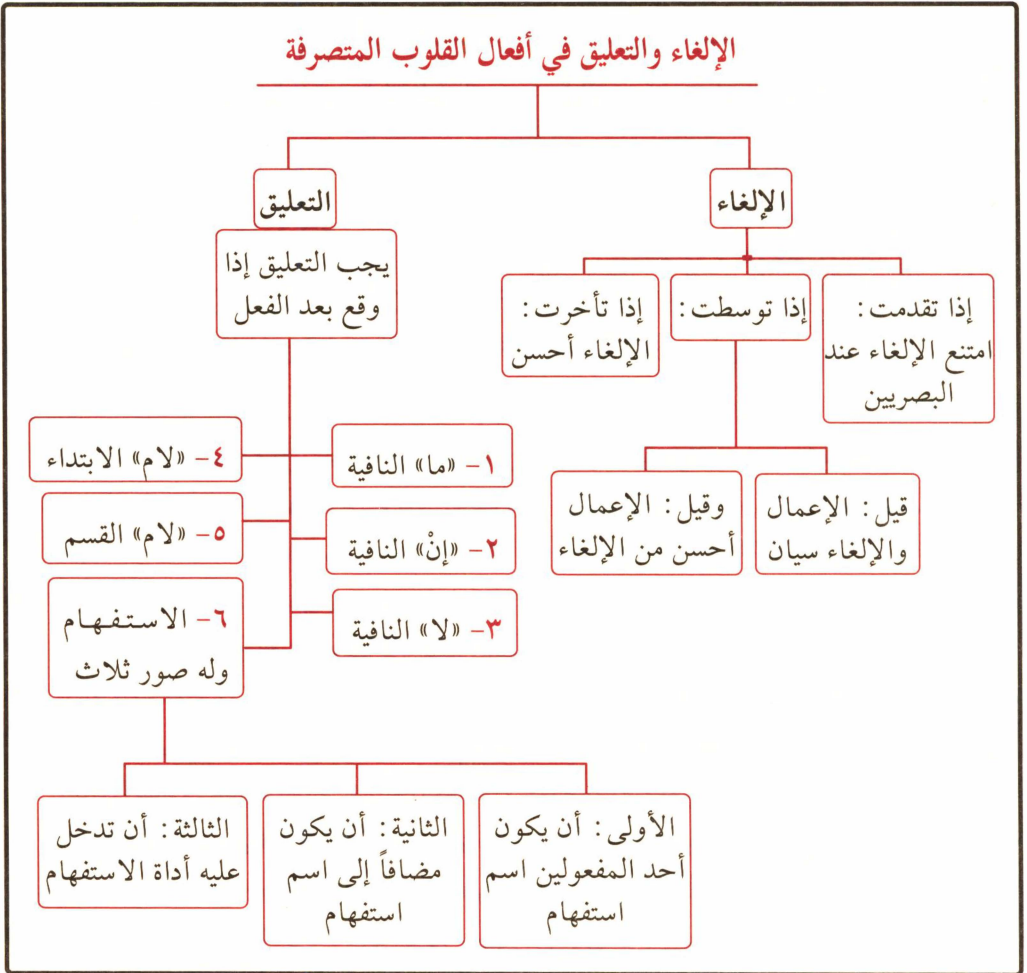 الإلغاء والتعليق في أفعال القلوب المتصرفة
الإلغاء
إذا تقدمت:
امتنع الإلغاء عند
البصريين
إذا توسطت:
إذا تأخرت:
الإلغاء أحسن
قيل: الإعمال
والإلغاء سيان
وقيل: الإعمال
أحسن من الإلغاء
التعليق
يجب التعليق إذا
وقع بعد الفعل
١- «ما» النافية
٢- «إنْ» النافية
٣- «لا» النافية
٤- «لام» الابتداء
٥- «لام» القسم
٦- الاستفهام
وله صور ثلاث
الأولى: أن يكون
أحد المفعولين اسم
استفهام
الثانية: أن يكون
مضافاً إلى اسم
استفهام
الثالثة: أن تدخل
عليه أداة الاستفهام